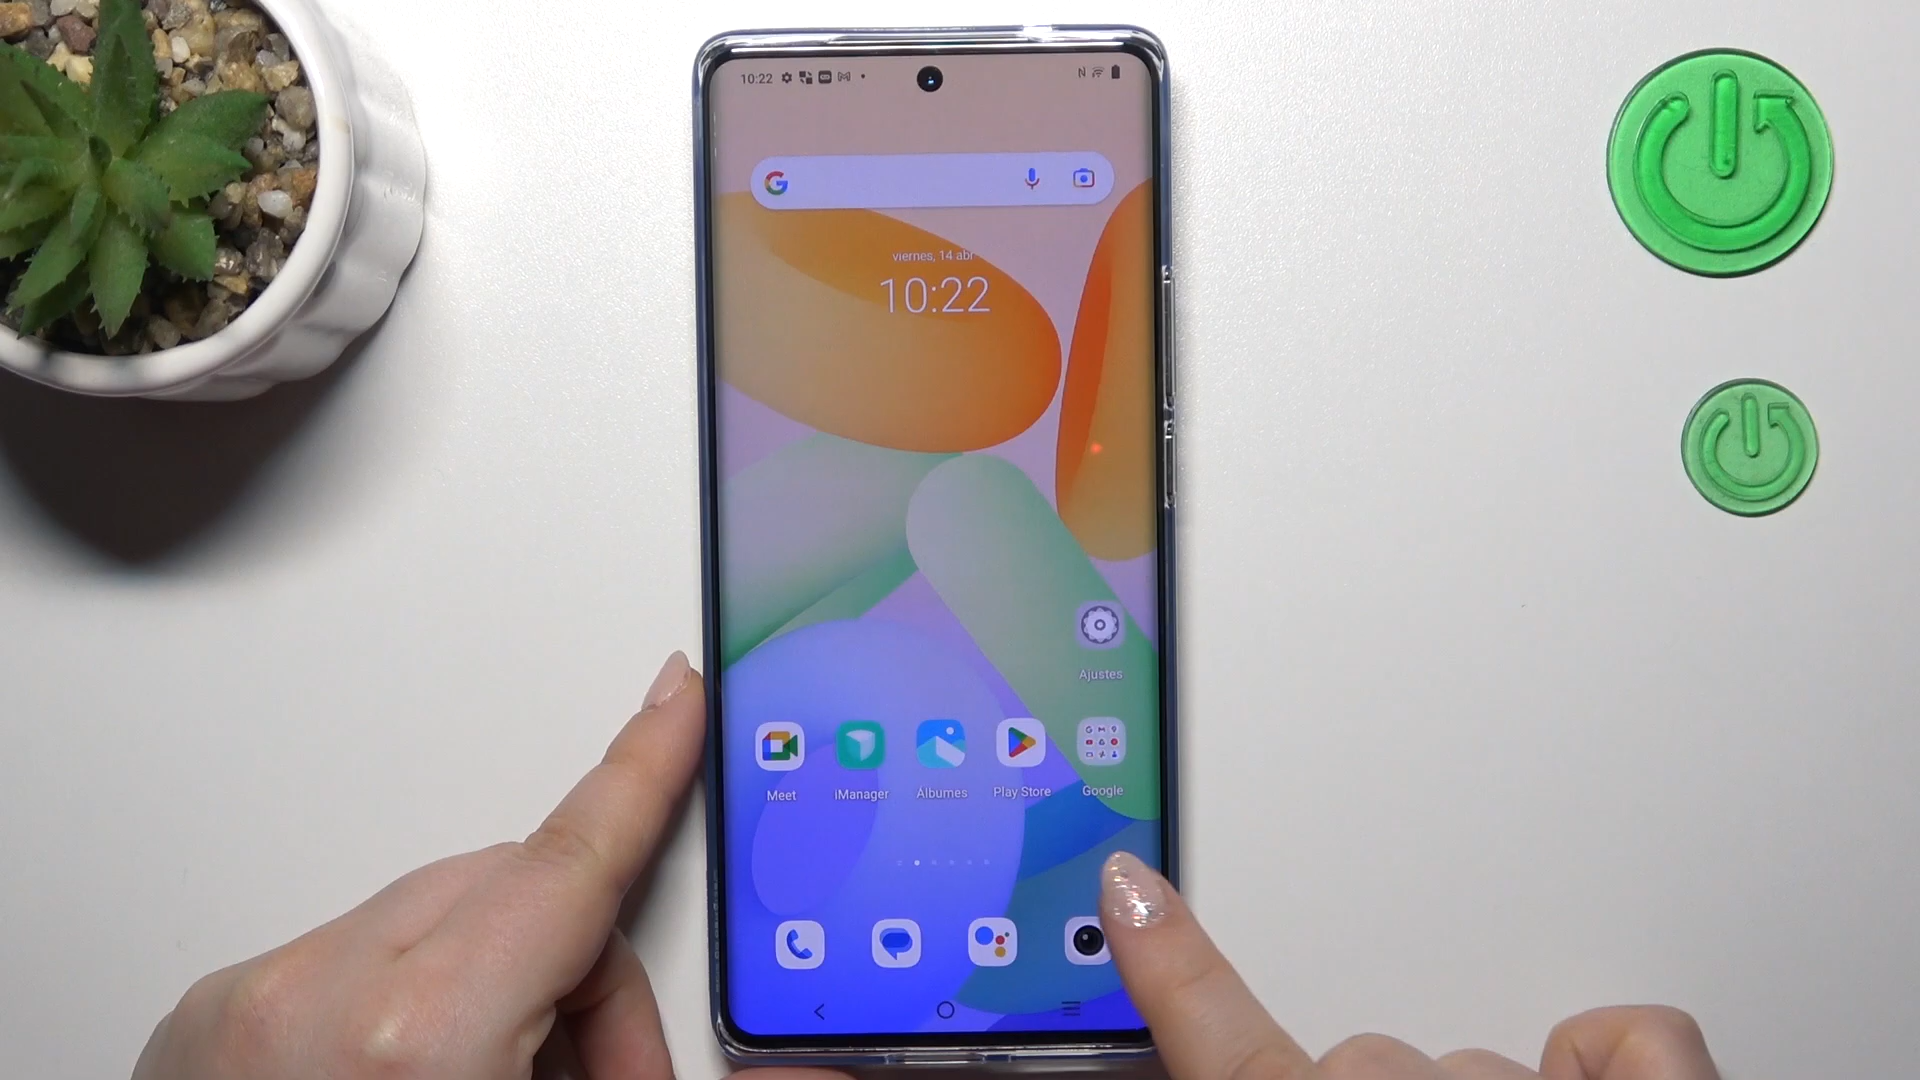 10:22
N
viernes, 14 abr
10:22
Ajustes
Meet
iManager
Álbumes
Play Store
Google